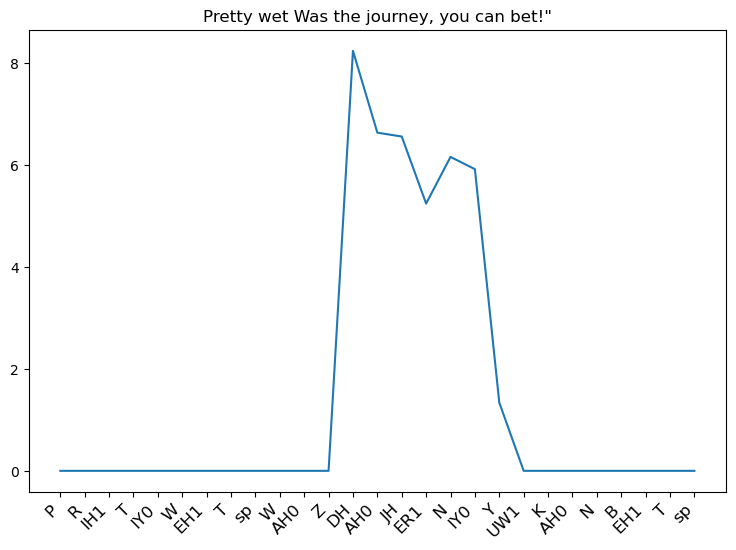 Pretty wet Was the journey, you can bet!"
8
6
4
2
0
P R IH1 T IY0 W EH1 T sp W AH0 Z DH AH0 JH ER1 N IY0 Y UW1 K AH0 N B EH1 T sp